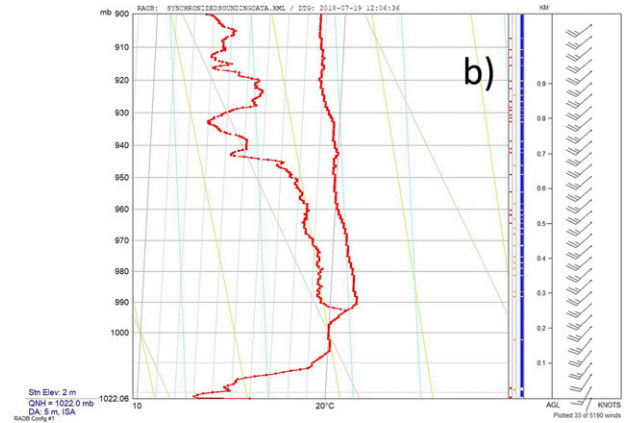 RAOB: SYNCHRONIZEDSOUNDINGDATA.XML / DTG: 2018-07-19 12:06:36
mb
KM
900
910
920
930
940
950
960
970
980
990
1000
1022.06
b)
0.9
0.8
0.7
0.6
0.5
0.4
0.3
0.2
0.1
10
20°C
AGL
KNOTS
Plotted 33 of 5190 winds
Stn Elev: 2 m
QNH = 1022.0 mb
DA: 5 m, ISA
RAOB Config #1